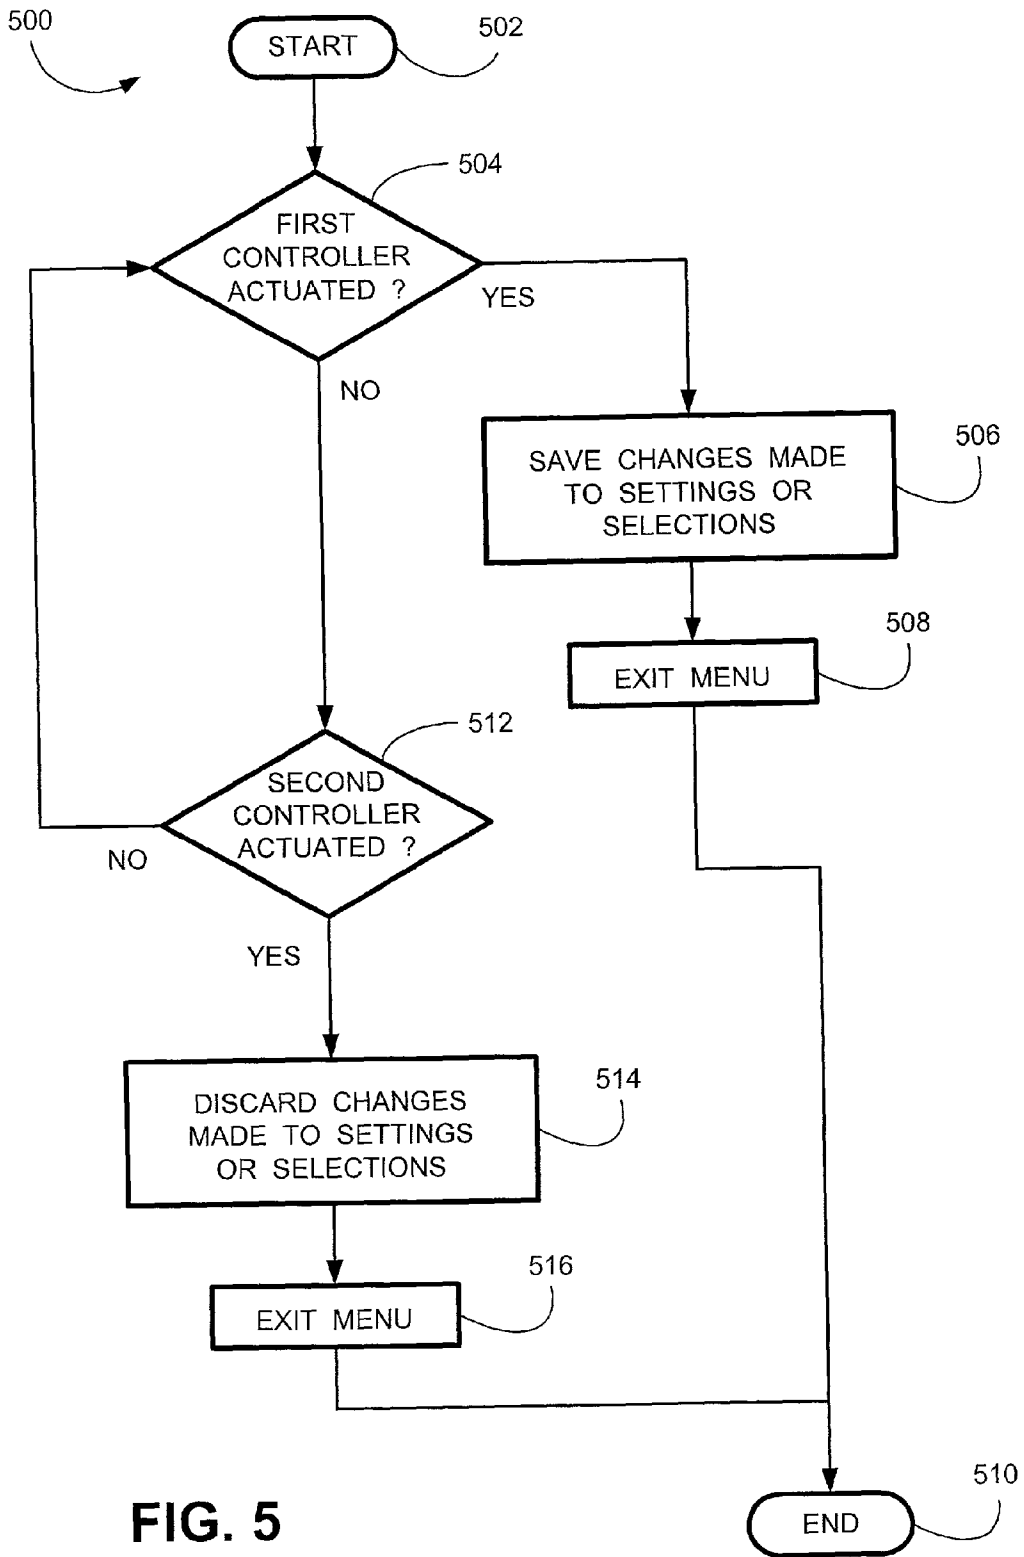 500
START
502
504
FIRST
CONTROLLER
ACTUATED ?
YES
NO
506
SAVE CHANGES MADE
TO SETTINGS OR
SELECTIONS
508
EXIT MENU
512
SECOND
CONTROLLER
ACTUATED ?
NO
YES
514
DISCARD CHANGES
MADE TO SETTINGS
OR SELECTIONS
516
EXIT MENU
510
END
FIG. 5